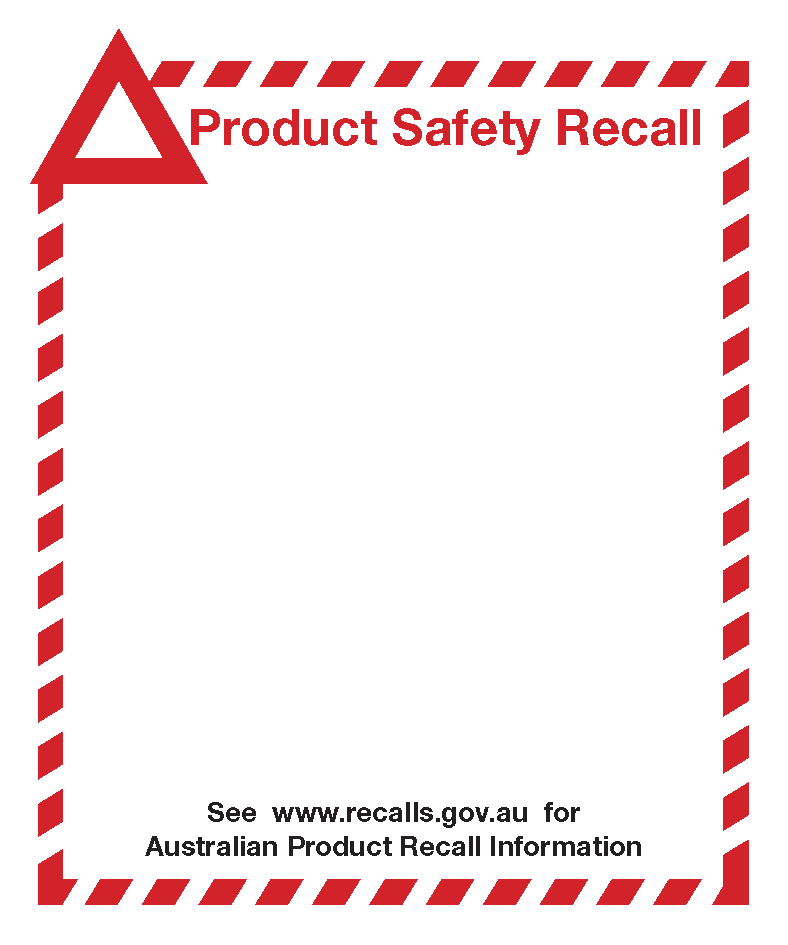 Product Safety Recall
See www.recalls.gov.au for
Australian Product Recall Information